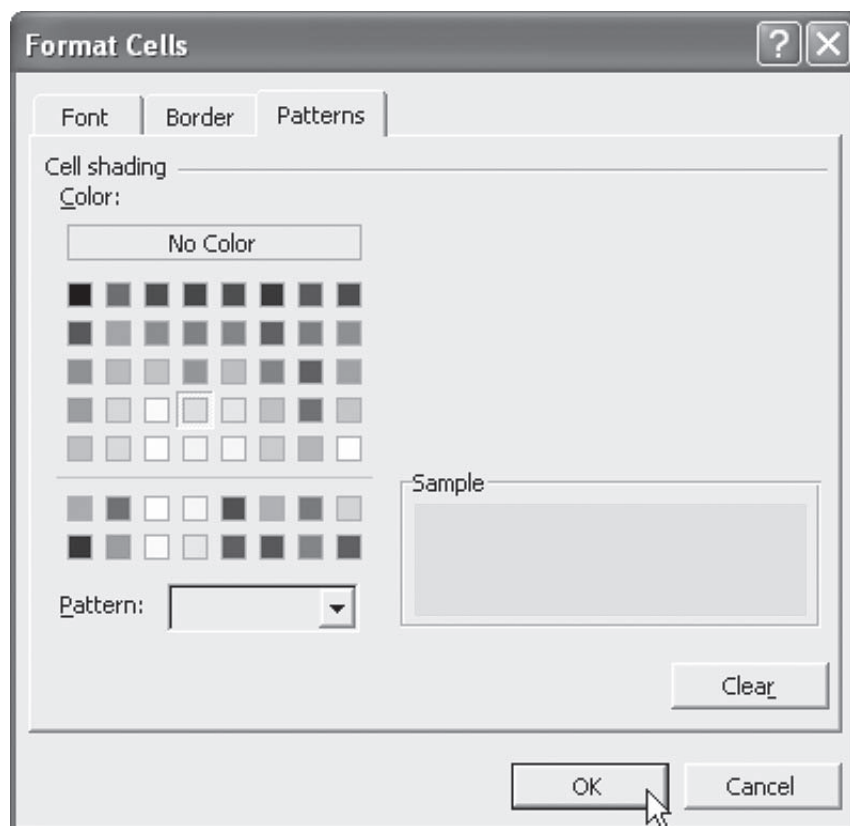 Format Cells
Font Border Patterns
Cell shading
Color:
No Color
Sample
Pattern:
Clear
OK Cancel